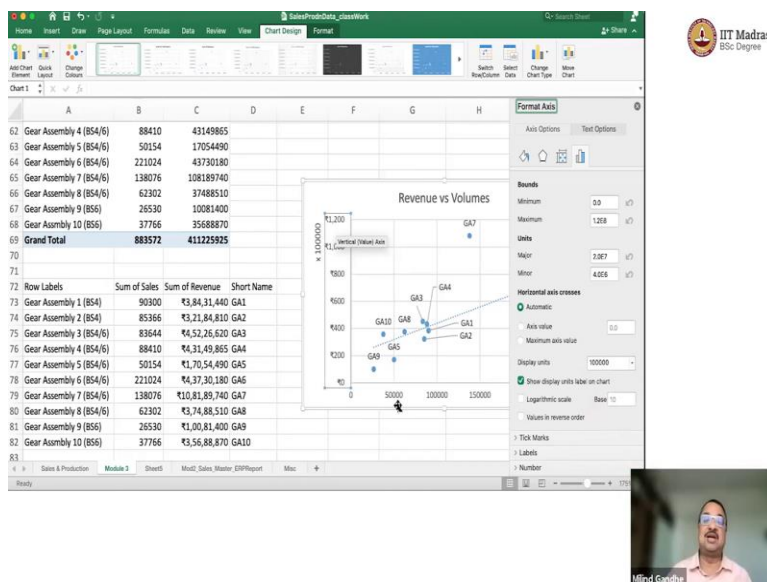 SalesProdnData_classWork
Search Sheet
Home Insert Draw Page Layout Formulas Data Review View Chart Design Format
Share
Add Chart Element
Quick Layout
Change Colours
Switch Row/Column
Select Data
Change Chart Type
Move Chart
Chart 1
fx
A B C D E F G H
62 Gear Assembly 4 (BS4/6) 88410 43149865
63 Gear Assembly 5 (BS4/6) 50154 17054490
64 Gear Assembly 6 (BS4/6) 221024 43730180
65 Gear Assembly 7 (BS4/6) 138076 108189740
66 Gear Assembly 8 (BS4/6) 62302 37488510
67 Gear Assembly 9 (BS6) 26530 10081400
68 Gear Assmbly 10 (BS6) 37766 35688870
69 Grand Total 883572 411225925
70
71
72 Row Labels Sum of Sales Sum of Revenue Short Name
73 Gear Assembly 1 (BS4) 90300 ₹3,84,31,440 GA1
74 Gear Assembly 2 (BS4) 85366 ₹3,21,84,810 GA2
75 Gear Assembly 3 (BS4/6) 83644 ₹4,52,26,620 GA3
76 Gear Assembly 4 (BS4/6) 88410 ₹4,31,49,865 GA4
77 Gear Assembly 5 (BS4/6) 50154 ₹1,70,54,490 GA5
78 Gear Assembly 6 (BS4/6) 221024 ₹4,37,30,180 GA6
79 Gear Assembly 7 (BS4/6) 138076 ₹10,81,89,740 GA7
80 Gear Assembly 8 (BS4/6) 62302 ₹3,74,88,510 GA8
81 Gear Assembly 9 (BS6) 26530 ₹1,00,81,400 GA9
82 Gear Assmbly 10 (BS6) 37766 ₹3,56,88,870 GA10
83
Revenue vs Volumes
x 100000
₹1,200
₹1,0
₹800
₹600
₹400
₹200
₹0
Vertical (Value) Axis
GA7
GA4
GA3
GA10 GA8
GA1
GA2
GA5
GA9
0 50000 100000 150000
Format Axis
Axis Options Text Options
Bounds
Minimum 0.0
Maximum 1.2E8
Units
Major 2.0E7
Minor 4.0E6
Horizontal axis crosses
Automatic
Axis value 0.0
Maximum axis value
Display units 100000
Show display units label on chart
Logarithmic scale Base 10
Values in reverse order
Tick Marks
Labels
Number
Sales & Production Module 3 Sheet5 Mod2_Sales_Master_ERPReport Misc +
Ready
IIT Madras
BSc Degree
Milind Gandhe